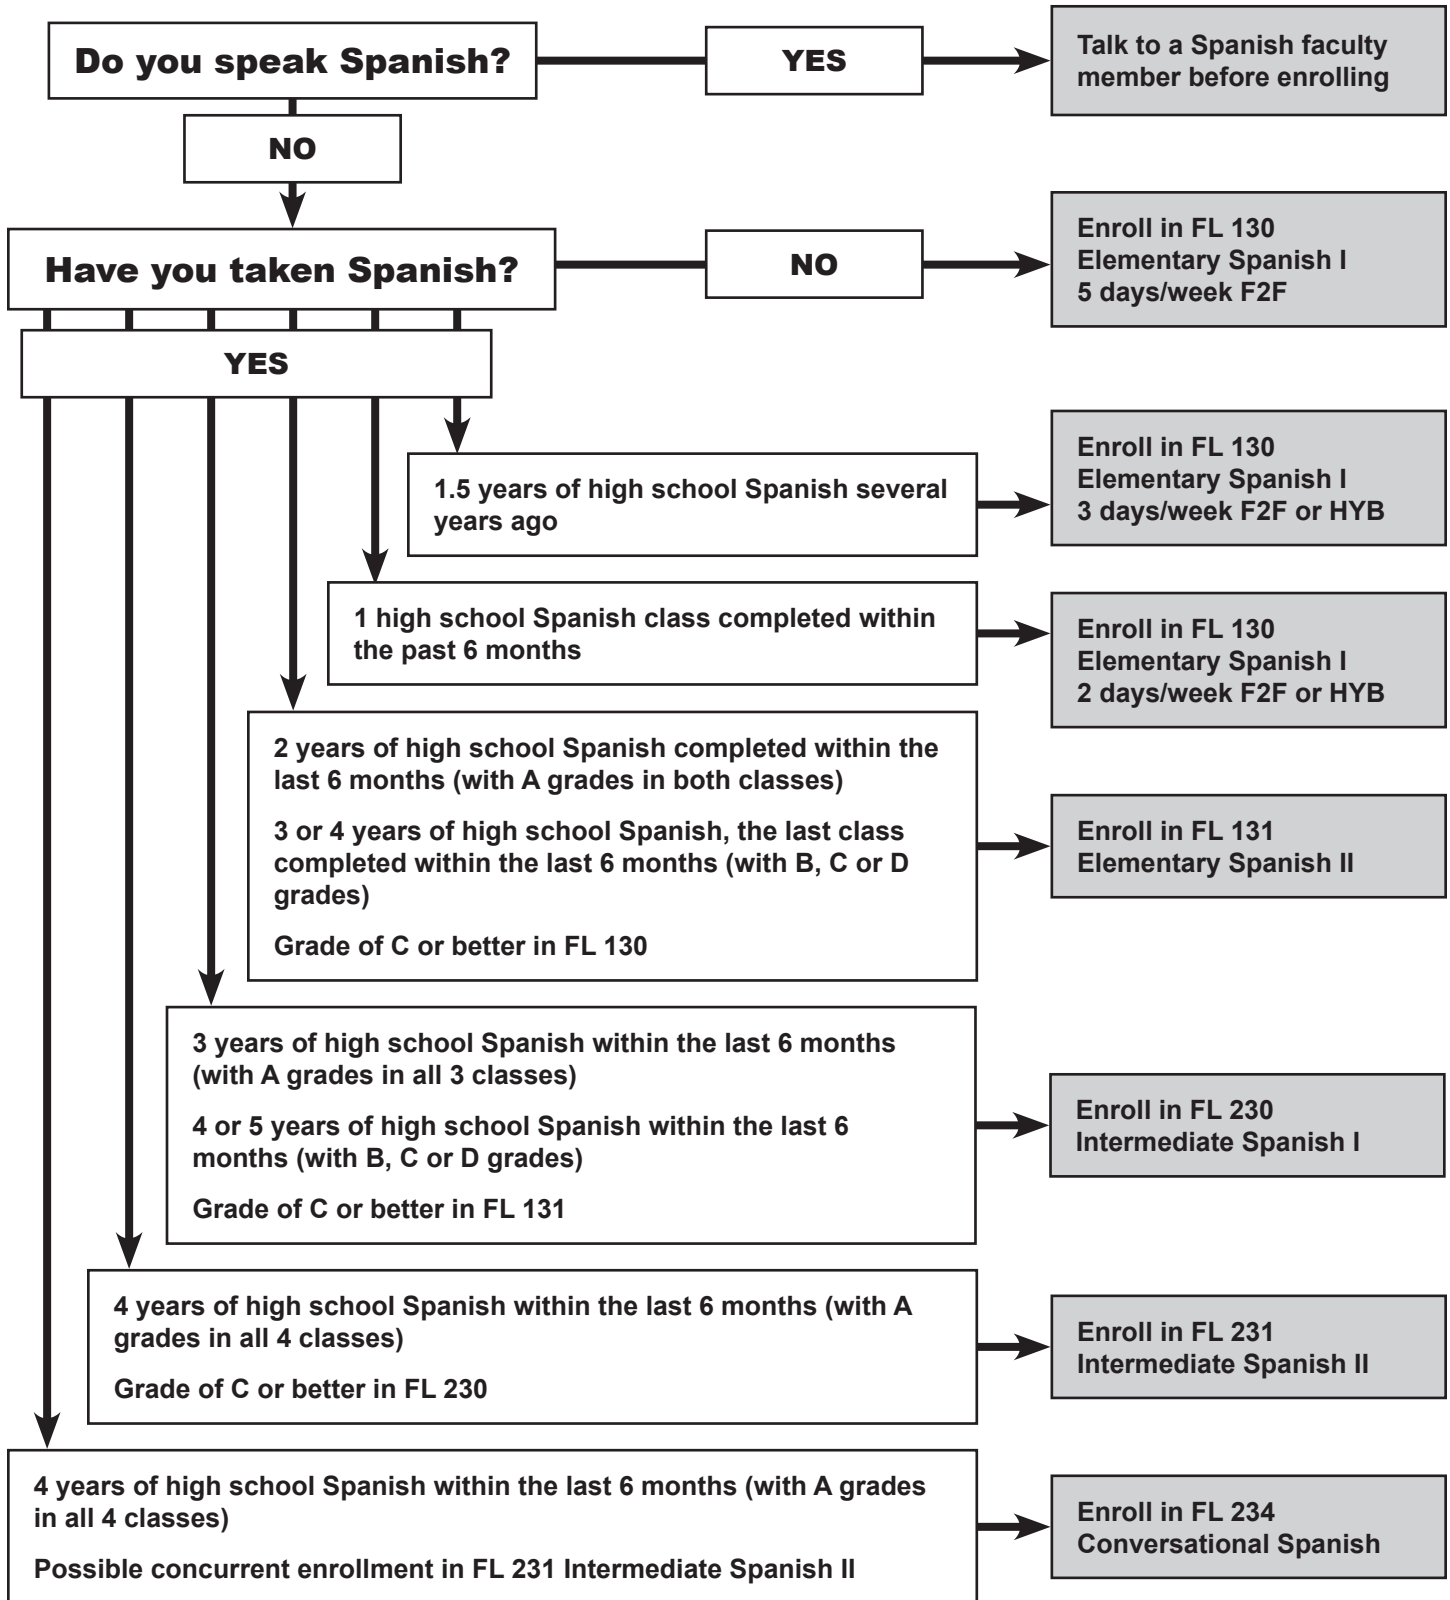 Do you speak Spanish?
YES
Talk to a Spanish faculty
member before enrolling
NO
Have you taken Spanish?
NO
Enroll in FL 130
Elementary Spanish I
5 days/week F2F
YES
1.5 years of high school Spanish several
years ago
Enroll in FL 130
Elementary Spanish I
3 days/week F2F or HYB
1 high school Spanish class completed within
the past 6 months
Enroll in FL 130
Elementary Spanish I
2 days/week F2F or HYB
2 years of high school Spanish completed within the
last 6 months (with A grades in both classes)
3 or 4 years of high school Spanish, the last class
completed within the last 6 months (with B, C or D
grades)
Grade of C or better in FL 130
Enroll in FL 131
Elementary Spanish II
3 years of high school Spanish within the last 6 months
(with A grades in all 3 classes)
4 or 5 years of high school Spanish within the last 6
months (with B, C or D grades)
Grade of C or better in FL 131
Enroll in FL 230
Intermediate Spanish I
4 years of high school Spanish within the last 6 months (with A
grades in all 4 classes)
Grade of C or better in FL 230
Enroll in FL 231
Intermediate Spanish II
4 years of high school Spanish within the last 6 months (with A grades
in all 4 classes)
Possible concurrent enrollment in FL 231 Intermediate Spanish II
Enroll in FL 234
Conversational Spanish